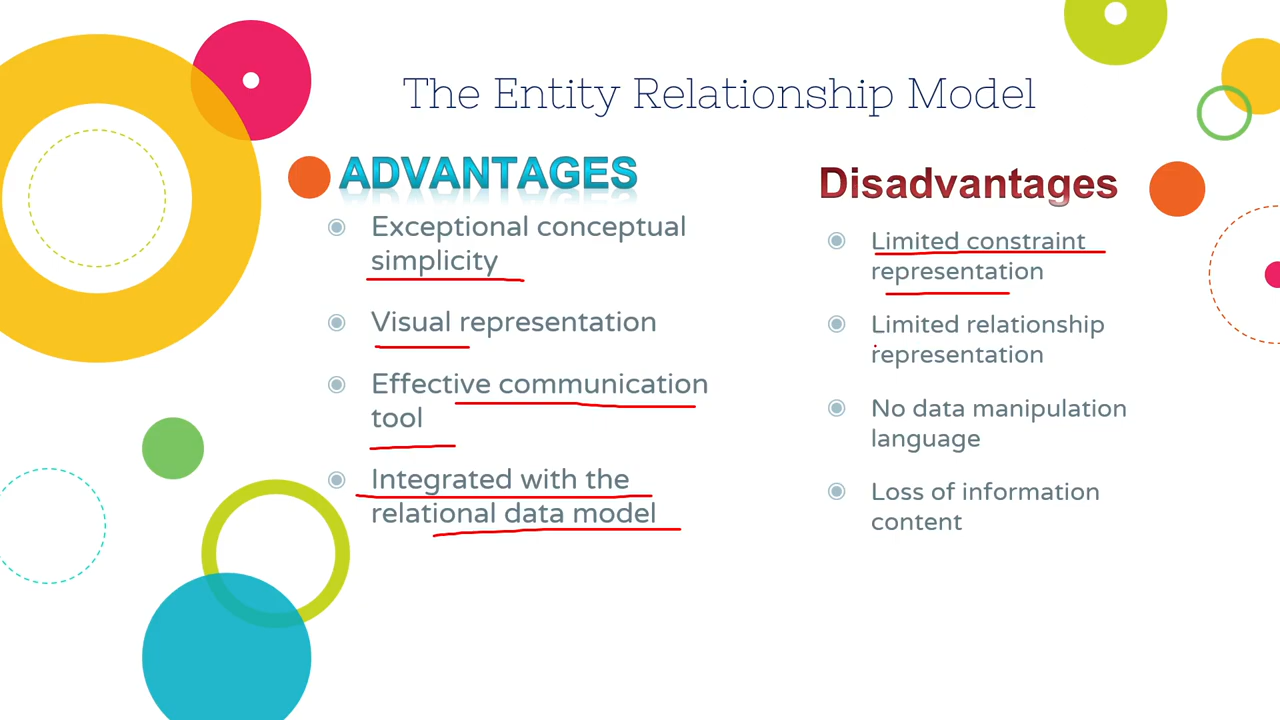 The Entity Relationship Model
ADVANTAGES
Exceptional conceptual
simplicity
Visual representation
Effective communication
tool
Integrated with the
relational data model
Disadvantages
Limited constraint
representation
Limited relationship
representation
No data manipulation
language
Loss of information
content